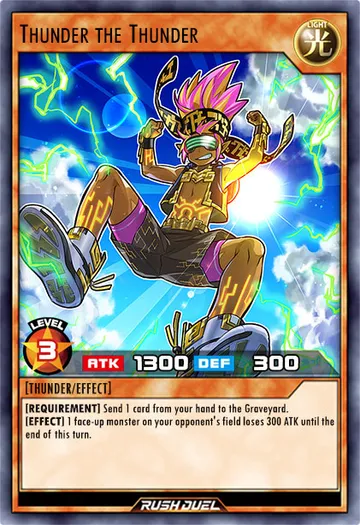 THUNDER THE THUNDER
LIGHT
光
LEVEL
3
ATK 1300 DEF 300
[THUNDER/EFFECT]
[REQUIREMENT] Send 1 card from your hand to the Graveyard.
[EFFECT] 1 face-up monster on your opponent's field loses 300 ATK until the
end of this turn.
RUSH DUEL